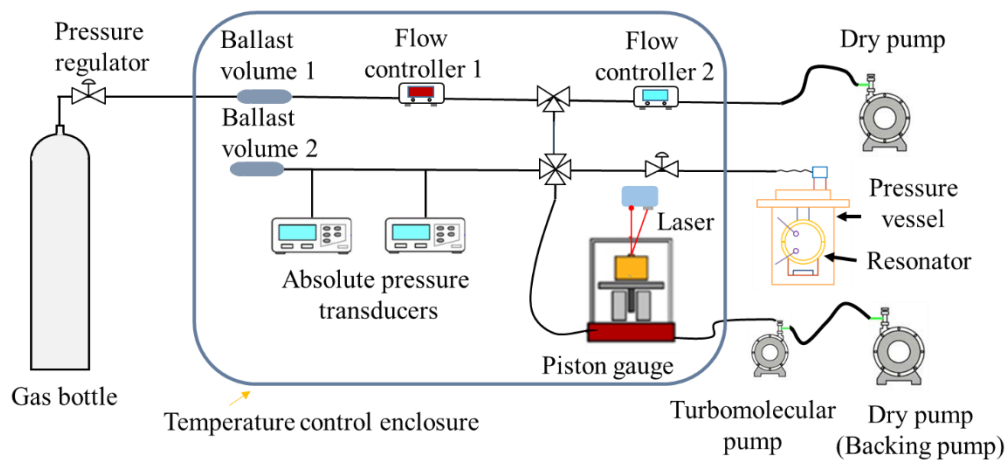 Pressure
regulator
Ballast
volume 1
Flow
controller 1
Flow
controller 2
Dry pump
Ballast
volume 2
Laser
Pressure
vessel
Resonator
Absolute pressure
transducers
Piston gauge
Gas bottle
Temperature control enclosure
Turbomolecular
pump
Dry pump
(Backing pump)